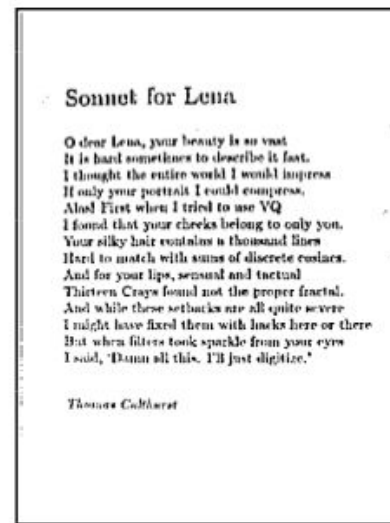 Sonnet for Lena
O dear Lena, your beauty is so vast
It is hard sometimes to describe it fast.
I thought the entire world I would impress
If only your portrait I could compress.
Alas! First when I tried to use VQ
I found that your cheeks belong to only you.
Your silky hair contains a thousand lines
Hard to match with sums of discrete cosines.
And for your lips, sensual and tactual
Thirteen Crays found not the proper fractal.
And while these setbacks are all quite severe
I might have fixed them with hacks here or there
But when filters took sparkle from your eyes
I said, 'Damn all this. I'll just digitize.'
Thomas Colthurst